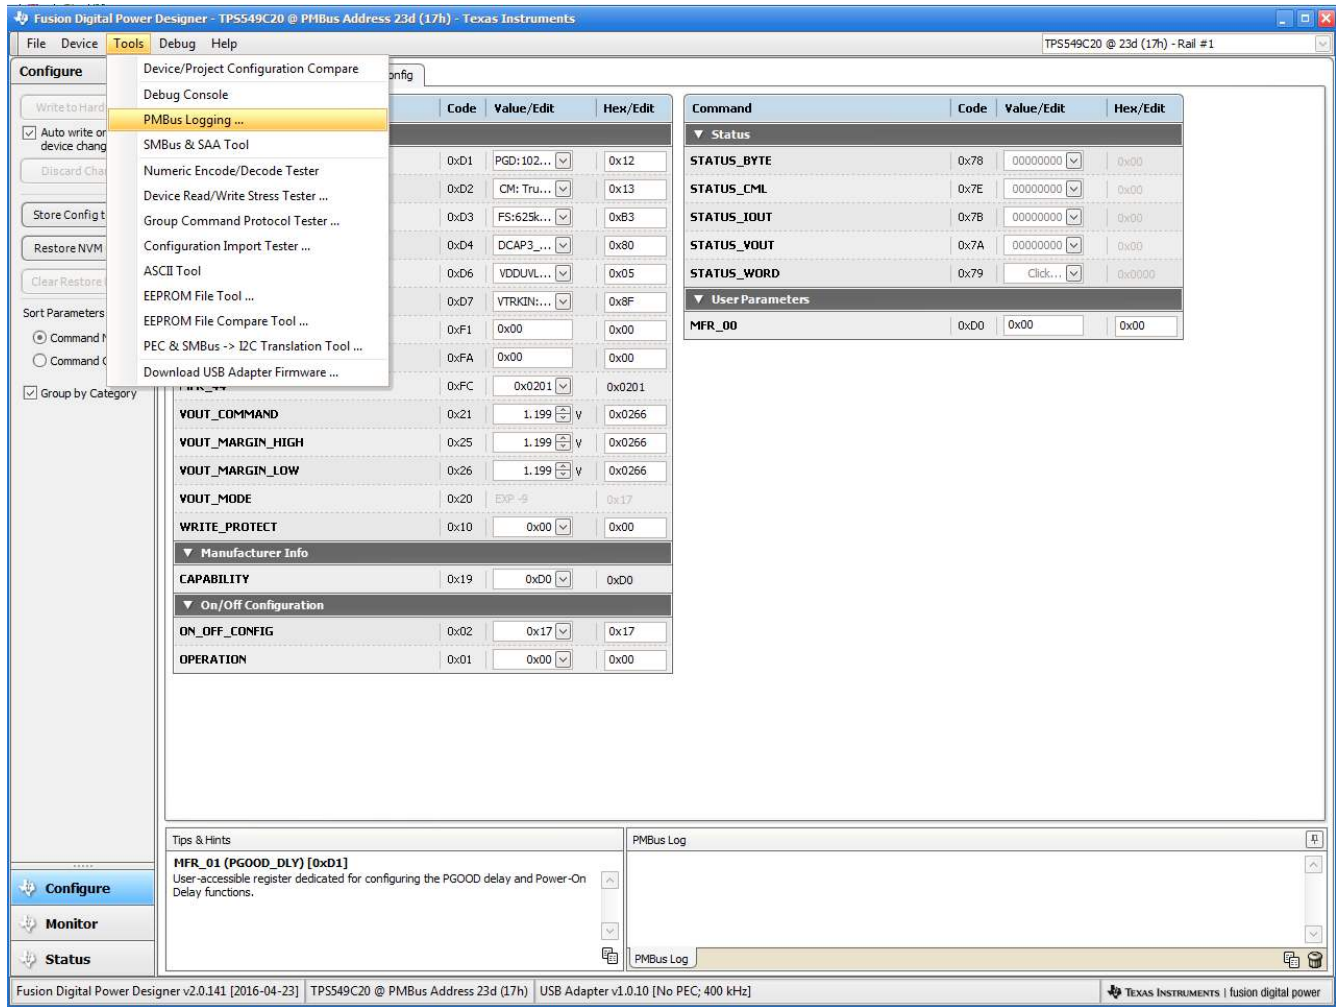 Fusion Digital Power Designer - TPS549C20 @ PMBus Address 23d (17h) - Texas Instruments
File Device Tools Debug Help
TPS549C20 @ 23d (17h) - Rail #1
Configure
Write to Hard
Auto write or
device chang
Discard Cha
Store Config t
Restore NVM
Clear Restore
Sort Parameters
Command
Command
Group by Category
Device/Project Configuration Compare
Debug Console
PMBus Logging ...
SMBus & SAA Tool
Numeric Encode/Decode Tester
Device Read/Write Stress Tester ...
Group Command Protocol Tester ...
Configuration Import Tester ...
ASCII Tool
EEPROM File Tool ...
EEPROM File Compare Tool ...
PEC & SMBus -> I2C Translation Tool ...
Download USB Adapter Firmware ...
onfig
Code Value/Edit Hex/Edit
0xD1 PGD:102... 0x12
0xD2 CM: Tru... 0x13
0xD3 FS:625k... 0xB3
0xD4 DCAP3_... 0x80
0xD6 VDDUVL... 0x05
0xD7 VTRKIN:... 0x8F
0xF1 0x00 0x00
0xFA 0x00 0x00
MFR_44 0xFC 0x0201 0x0201
VOUT_COMMAND 0x21 1.199 V 0x0266
VOUT_MARGIN_HIGH 0x25 1.199 V 0x0266
VOUT_MARGIN_LOW 0x26 1.199 V 0x0266
VOUT_MODE 0x20 EXP -9 0x17
WRITE_PROTECT 0x10 0x00 0x00
Manufacturer Info
CAPABILITY 0x19 0xD0 0xD0
On/Off Configuration
ON_OFF_CONFIG 0x02 0x17 0x17
OPERATION 0x01 0x00 0x00
Command Code Value/Edit Hex/Edit
Status
STATUS_BYTE 0x78 00000000 0x00
STATUS_CML 0x7E 00000000 0x00
STATUS_IOUT 0x7B 00000000 0x00
STATUS_VOUT 0x7A 00000000 0x00
STATUS_WORD 0x79 Click... 0x0000
User Parameters
MFR_00 0xD0 0x00 0x00
Tips & Hints
MFR_01 (PGOOD_DLY) [0xD1]
User-accessible register dedicated for configuring the PGOOD delay and Power-On
Delay functions.
PMBus Log
PMBus Log
Configure
Monitor
Status
Fusion Digital Power Designer v2.0.141 [2016-04-23] TPS549C20 @ PMBus Address 23d (17h) USB Adapter v1.0.10 [No PEC; 400 kHz]
TEXAS INSTRUMENTS | fusion digital power